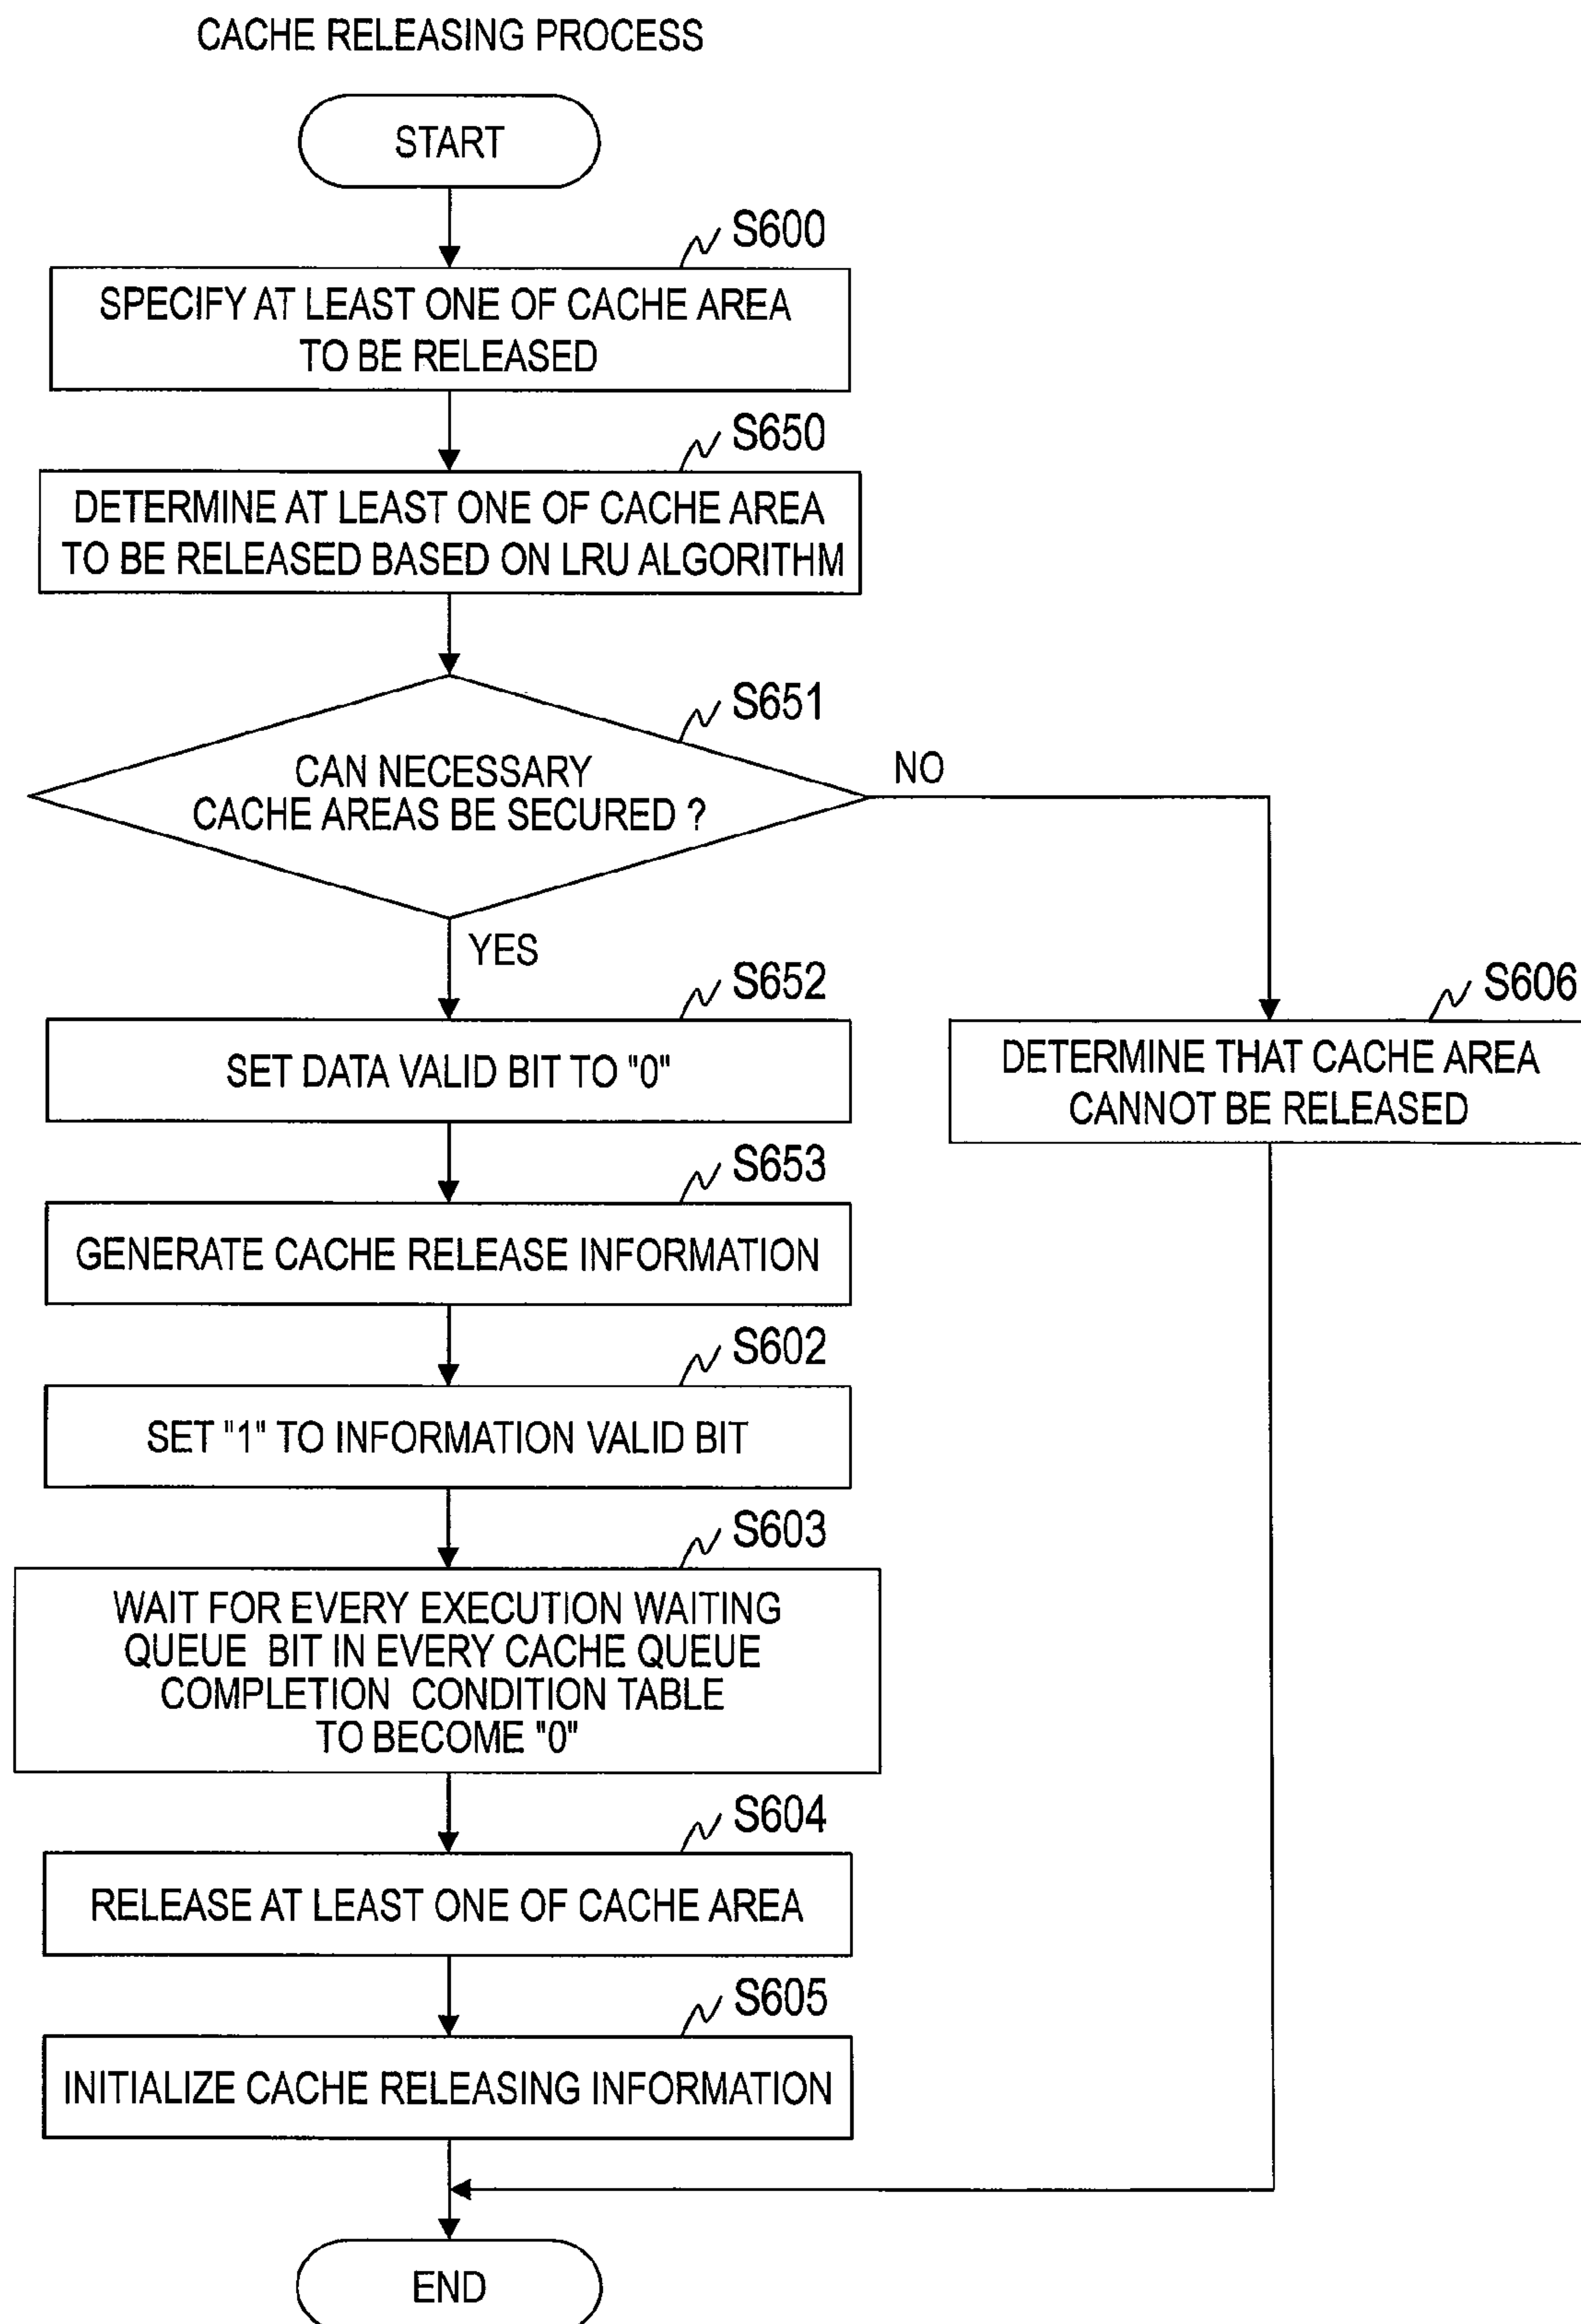 CACHE RELEASING PROCESS
START
S600
SPECIFY AT LEAST ONE OF CACHE AREA
TO BE RELEASED
S650
DETERMINE AT LEAST ONE OF CACHE AREA
TO BE RELEASED BASED ON LRU ALGORITHM
S651
CAN NECESSARY
CACHE AREAS BE SECURED ?
NO
YES
S652
SET DATA VALID BIT TO "0"
S606
DETERMINE THAT CACHE AREA
CANNOT BE RELEASED
S653
GENERATE CACHE RELEASE INFORMATION
S602
SET "1" TO INFORMATION VALID BIT
S603
WAIT FOR EVERY EXECUTION WAITING
QUEUE BIT IN EVERY CACHE QUEUE
COMPLETION CONDITION TABLE
TO BECOME "0"
S604
RELEASE AT LEAST ONE OF CACHE AREA
S605
INITIALIZE CACHE RELEASING INFORMATION
END